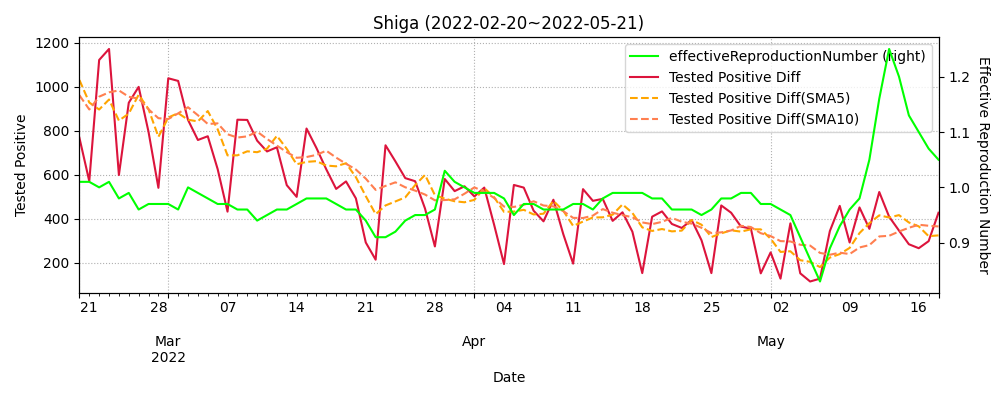 Shiga (2022-02-20~2022-05-21)
1200
1000
800
600
400
200
Tested Positive
effectiveReproductionNumber (right)
Tested Positive Diff
Tested Positive Diff(SMA5)
Tested Positive Diff(SMA10)
1.2
1.1
1.0
0.9
Effective Reproduction Number
21 28 07 14 21 28 04 11 18 25 02 09 16
Mar Apr May
2022
Date